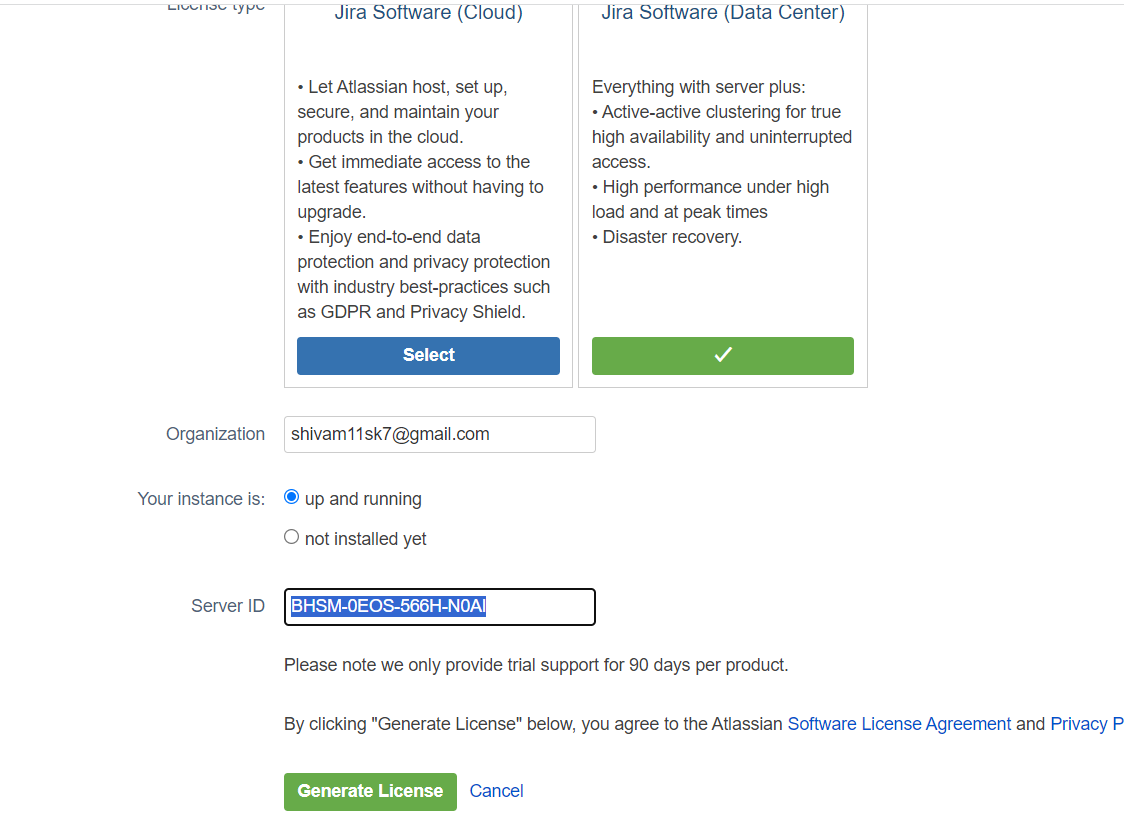 License type
Jira Software (Cloud)
• Let Atlassian host, set up,
secure, and maintain your
products in the cloud.
• Get immediate access to the
latest features without having to
upgrade.
• Enjoy end-to-end data
protection and privacy protection
with industry best-practices such
as GDPR and Privacy Shield.
Select
Jira Software (Data Center)
Everything with server plus:
• Active-active clustering for true
high availability and uninterrupted
access.
• High performance under high
load and at peak times
• Disaster recovery.
Organization
shivam11sk7@gmail.com
Your instance is:
up and running
not installed yet
Server ID
BHSM-0EOS-566H-N0AI
Please note we only provide trial support for 90 days per product.
By clicking "Generate License" below, you agree to the Atlassian Software License Agreement and Privacy P
Generate License Cancel